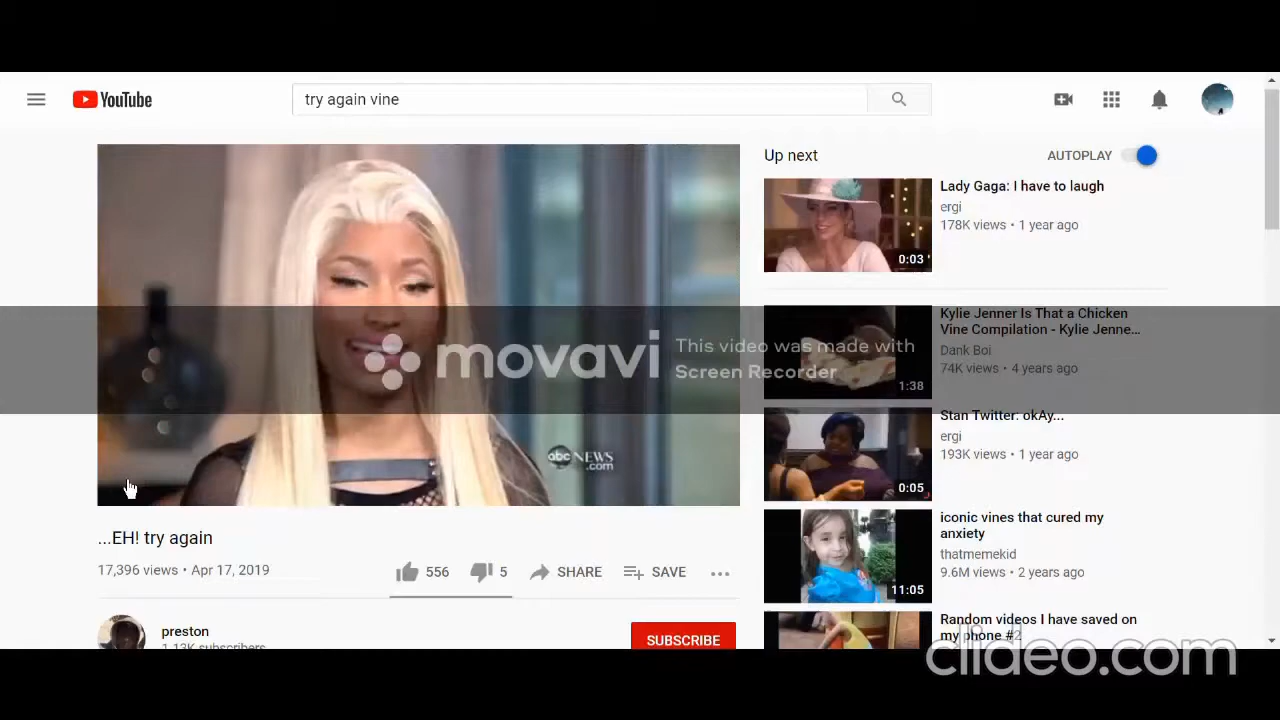 YouTube
try again vine
Up next
AUTOPLAY
Lady Gaga: I have to laugh
ergi
178K views • 1 year ago
0:03
Kylie Jenner Is That a Chicken
Vine Compilation - Kylie Jenne...
Dank Boi
74K views • 4 years ago
1:38
movavi
This video was made with
Screen Recorder
Stan Twitter: okAy...
ergi
193K views • 1 year ago
0:05
abc NEWS
.com
iconic vines that cured my
anxiety
thatmemekid
9.6M views • 2 years ago
11:05
...EH! try again
17,396 views • Apr 17, 2019
556
5
SHARE
SAVE
Random videos I have saved on
my phone #2
preston
1.13K subscribers
SUBSCRIBE
clideo.com